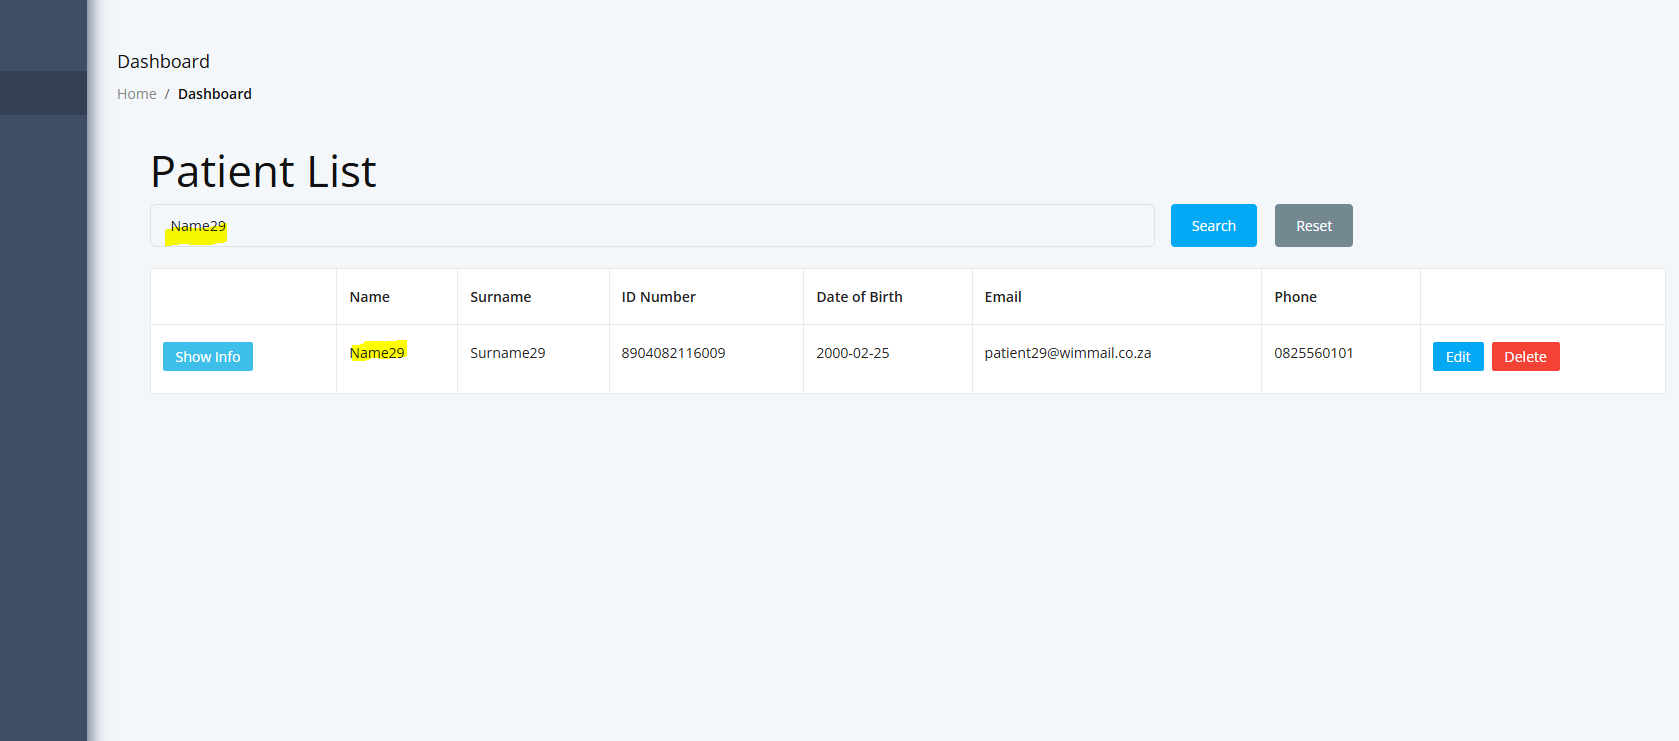 Dashboard
Home / Dashboard
Patient List
Name29 Search Reset
Name Surname ID Number Date of Birth Email Phone
Show Info Name29 Surname29 8904082116009 2000-02-25 patient29@wimmail.co.za 0825560101 Edit Delete